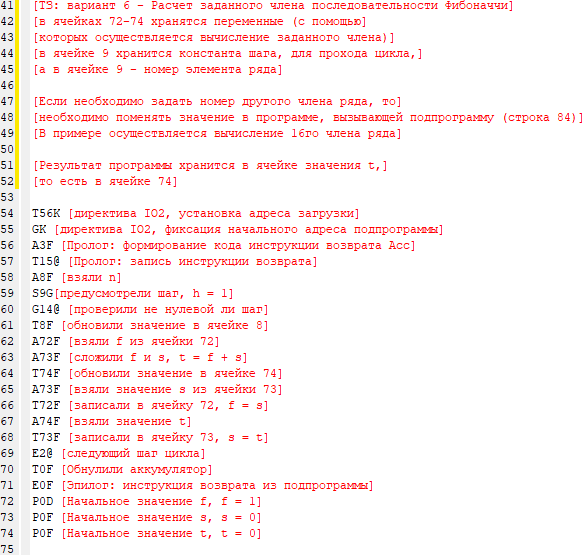 41 [TЗ: вариант 6 - Расчет заданного члена последовательности Фибоначчи]
42 [в ячейках 72-74 хранятся переменные (с помощью]
43 [которых осуществляется вычисление заданного члена)]
44 [в ячейке 9 хранится константа шага, для прохода цикла,]
45 [а в ячейке 9 - номер элемента ряда]
46
47 [Если необходимо задать номер другого члена ряда, то]
48 [необходимо поменять значение в программе, вызывающей подпрограмму (строка 84)]
49 [В примере осуществляется вычисление 16го члена ряда]
50
51 [Результат программы хранится в ячейке значения t,]
52 [то есть в ячейке 74]
53
54 T56K [директива IO2, установка адреса загрузки]
55 GK [директива IO2, фиксация начального адреса подпрограммы]
56 A3F [Пролог: формирование кода инструкции возврата Acc]
57 T15@ [Пролог: запись инструкции возврата]
58 A8F [взяли n]
59 S9G[предусмотрели шаг, h = 1]
60 G14@ [проверили не нулевой ли шаг]
61 T8F [обновили значение в ячейке 8]
62 A72F [взяли f из ячейки 72]
63 A73F [сложили f и s, t = f + s]
64 T74F [обновили значение в ячейке 74]
65 A73F [взяли значение s из ячейки 73]
66 T72F [записали в ячейку 72, f = s]
67 A74F [взяли значение t]
68 T73F [записали в ячейку 73, s = t]
69 E2@ [следующий шаг цикла]
70 T0F [Обнулили аккумулятор]
71 E0F [Эпилог: инструкция возврата из подпрограммы]
72 P0D [Начальное значение f, f = 1]
73 P0F [Начальное значение s, s = 0]
74 P0F [Начальное значение t, t = 0]
75